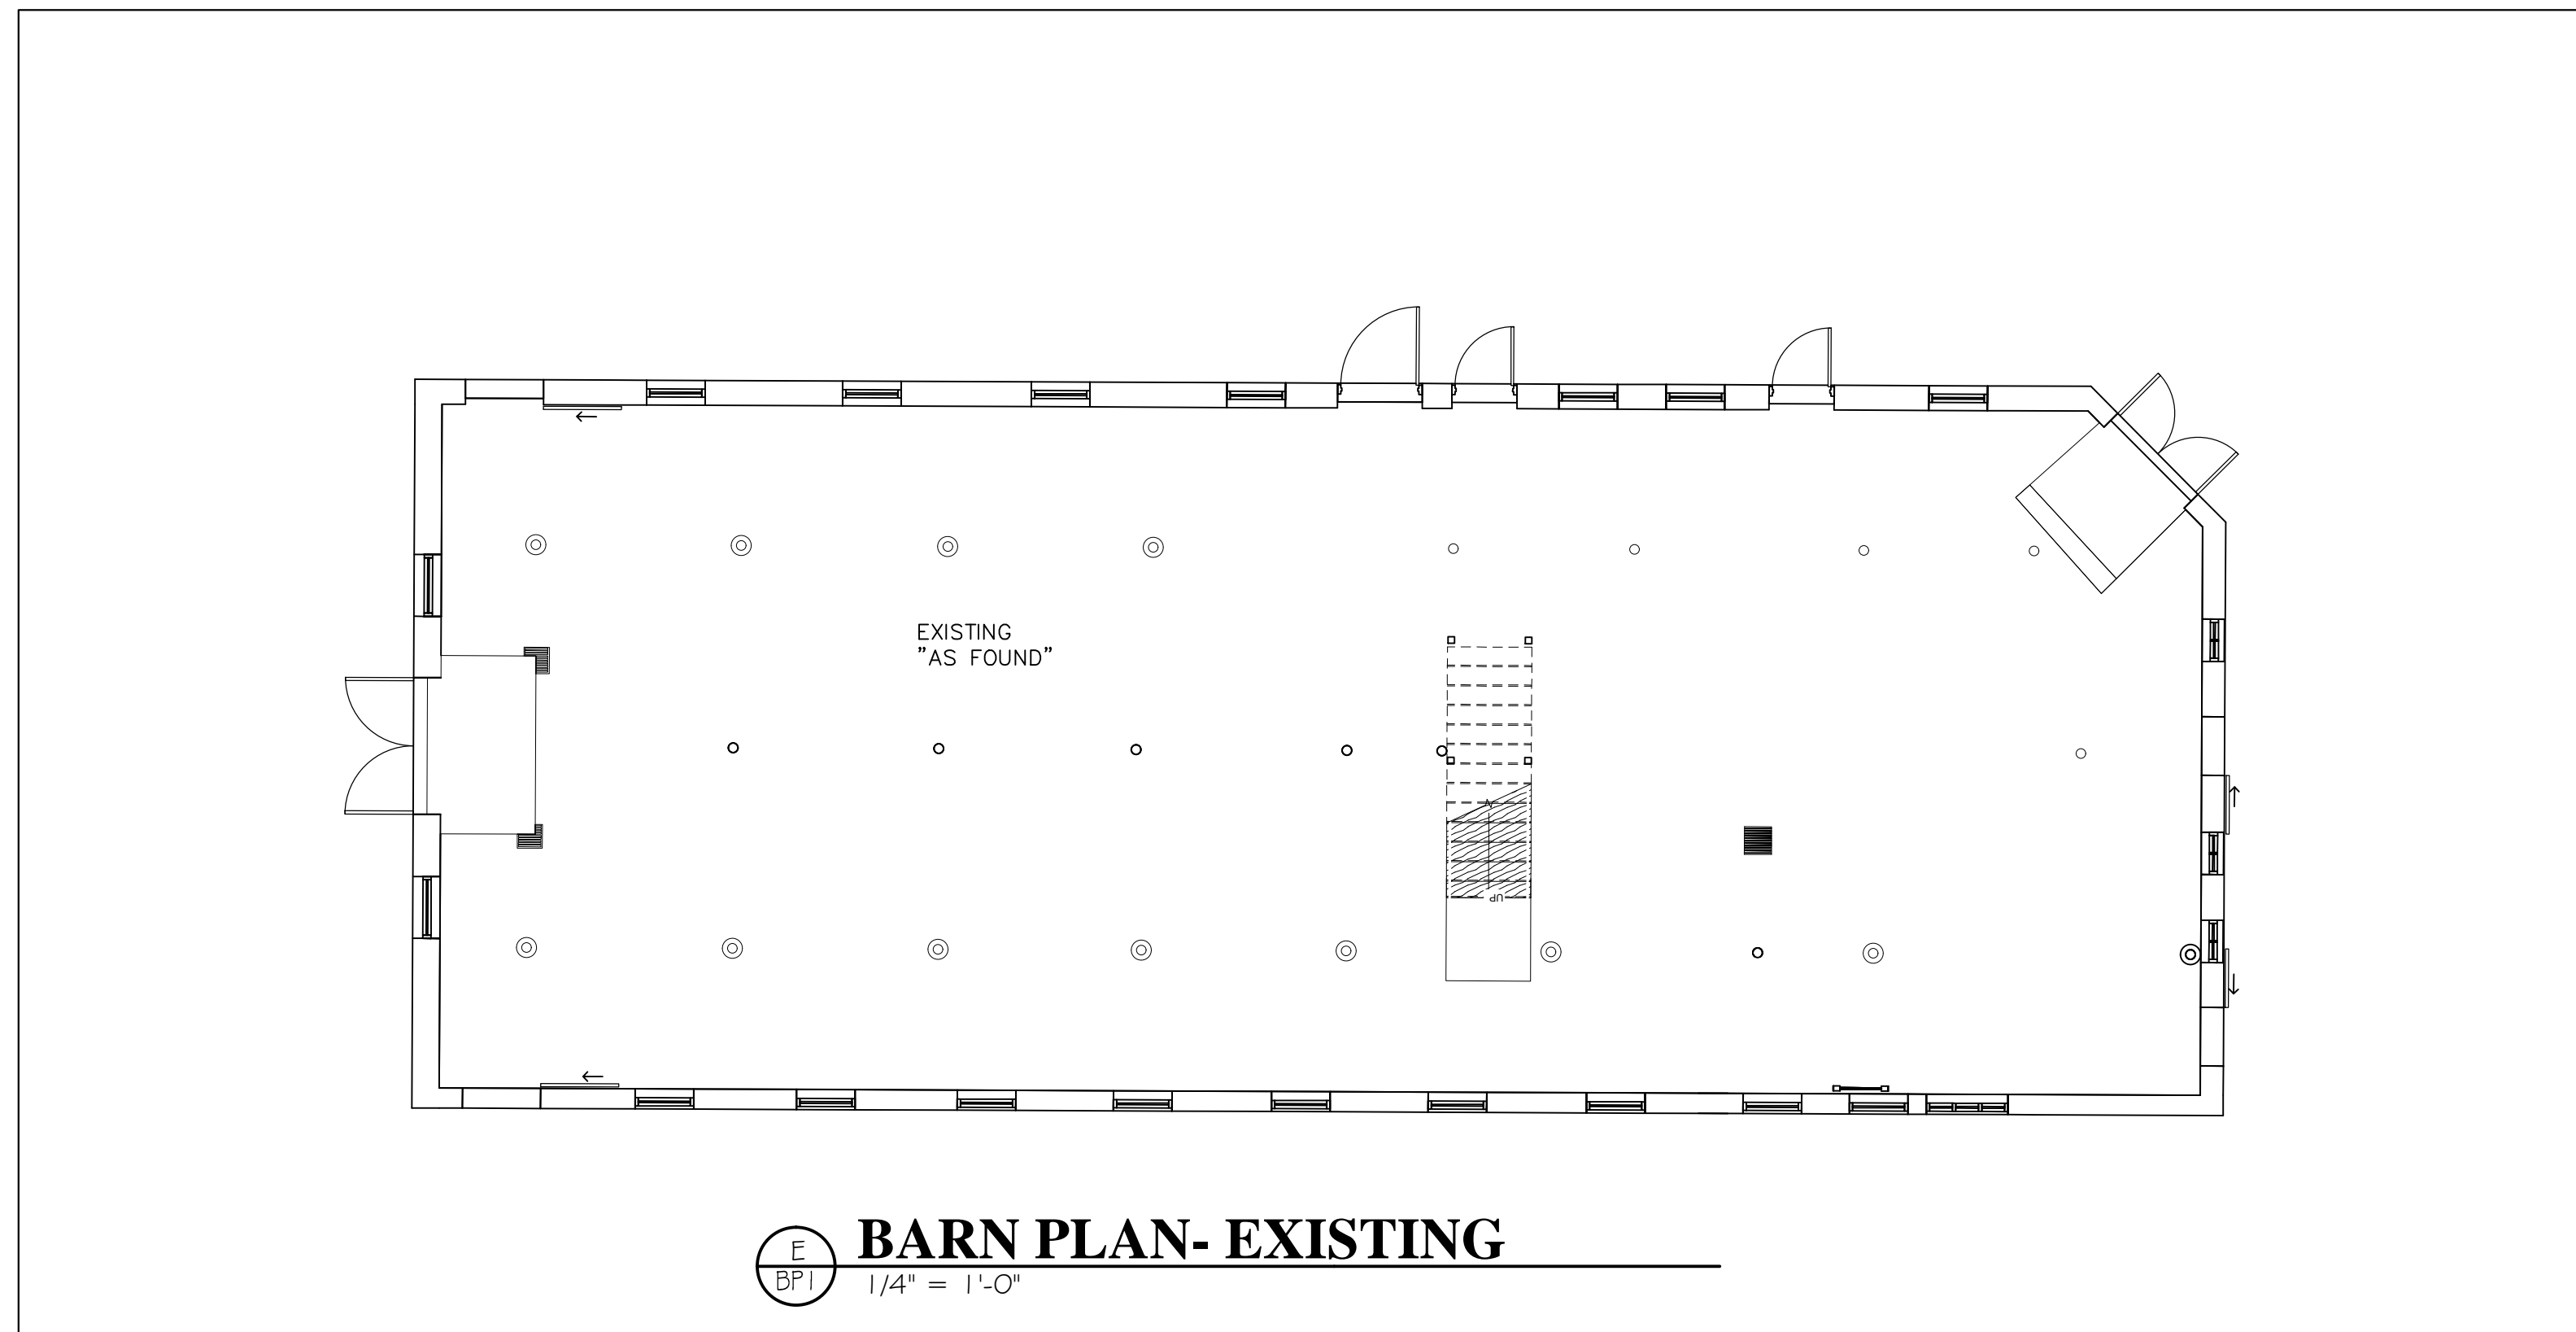 EXISTING
"AS FOUND"
UP
E
BP1
BARN PLAN- EXISTING
1/4" = 1'-0"